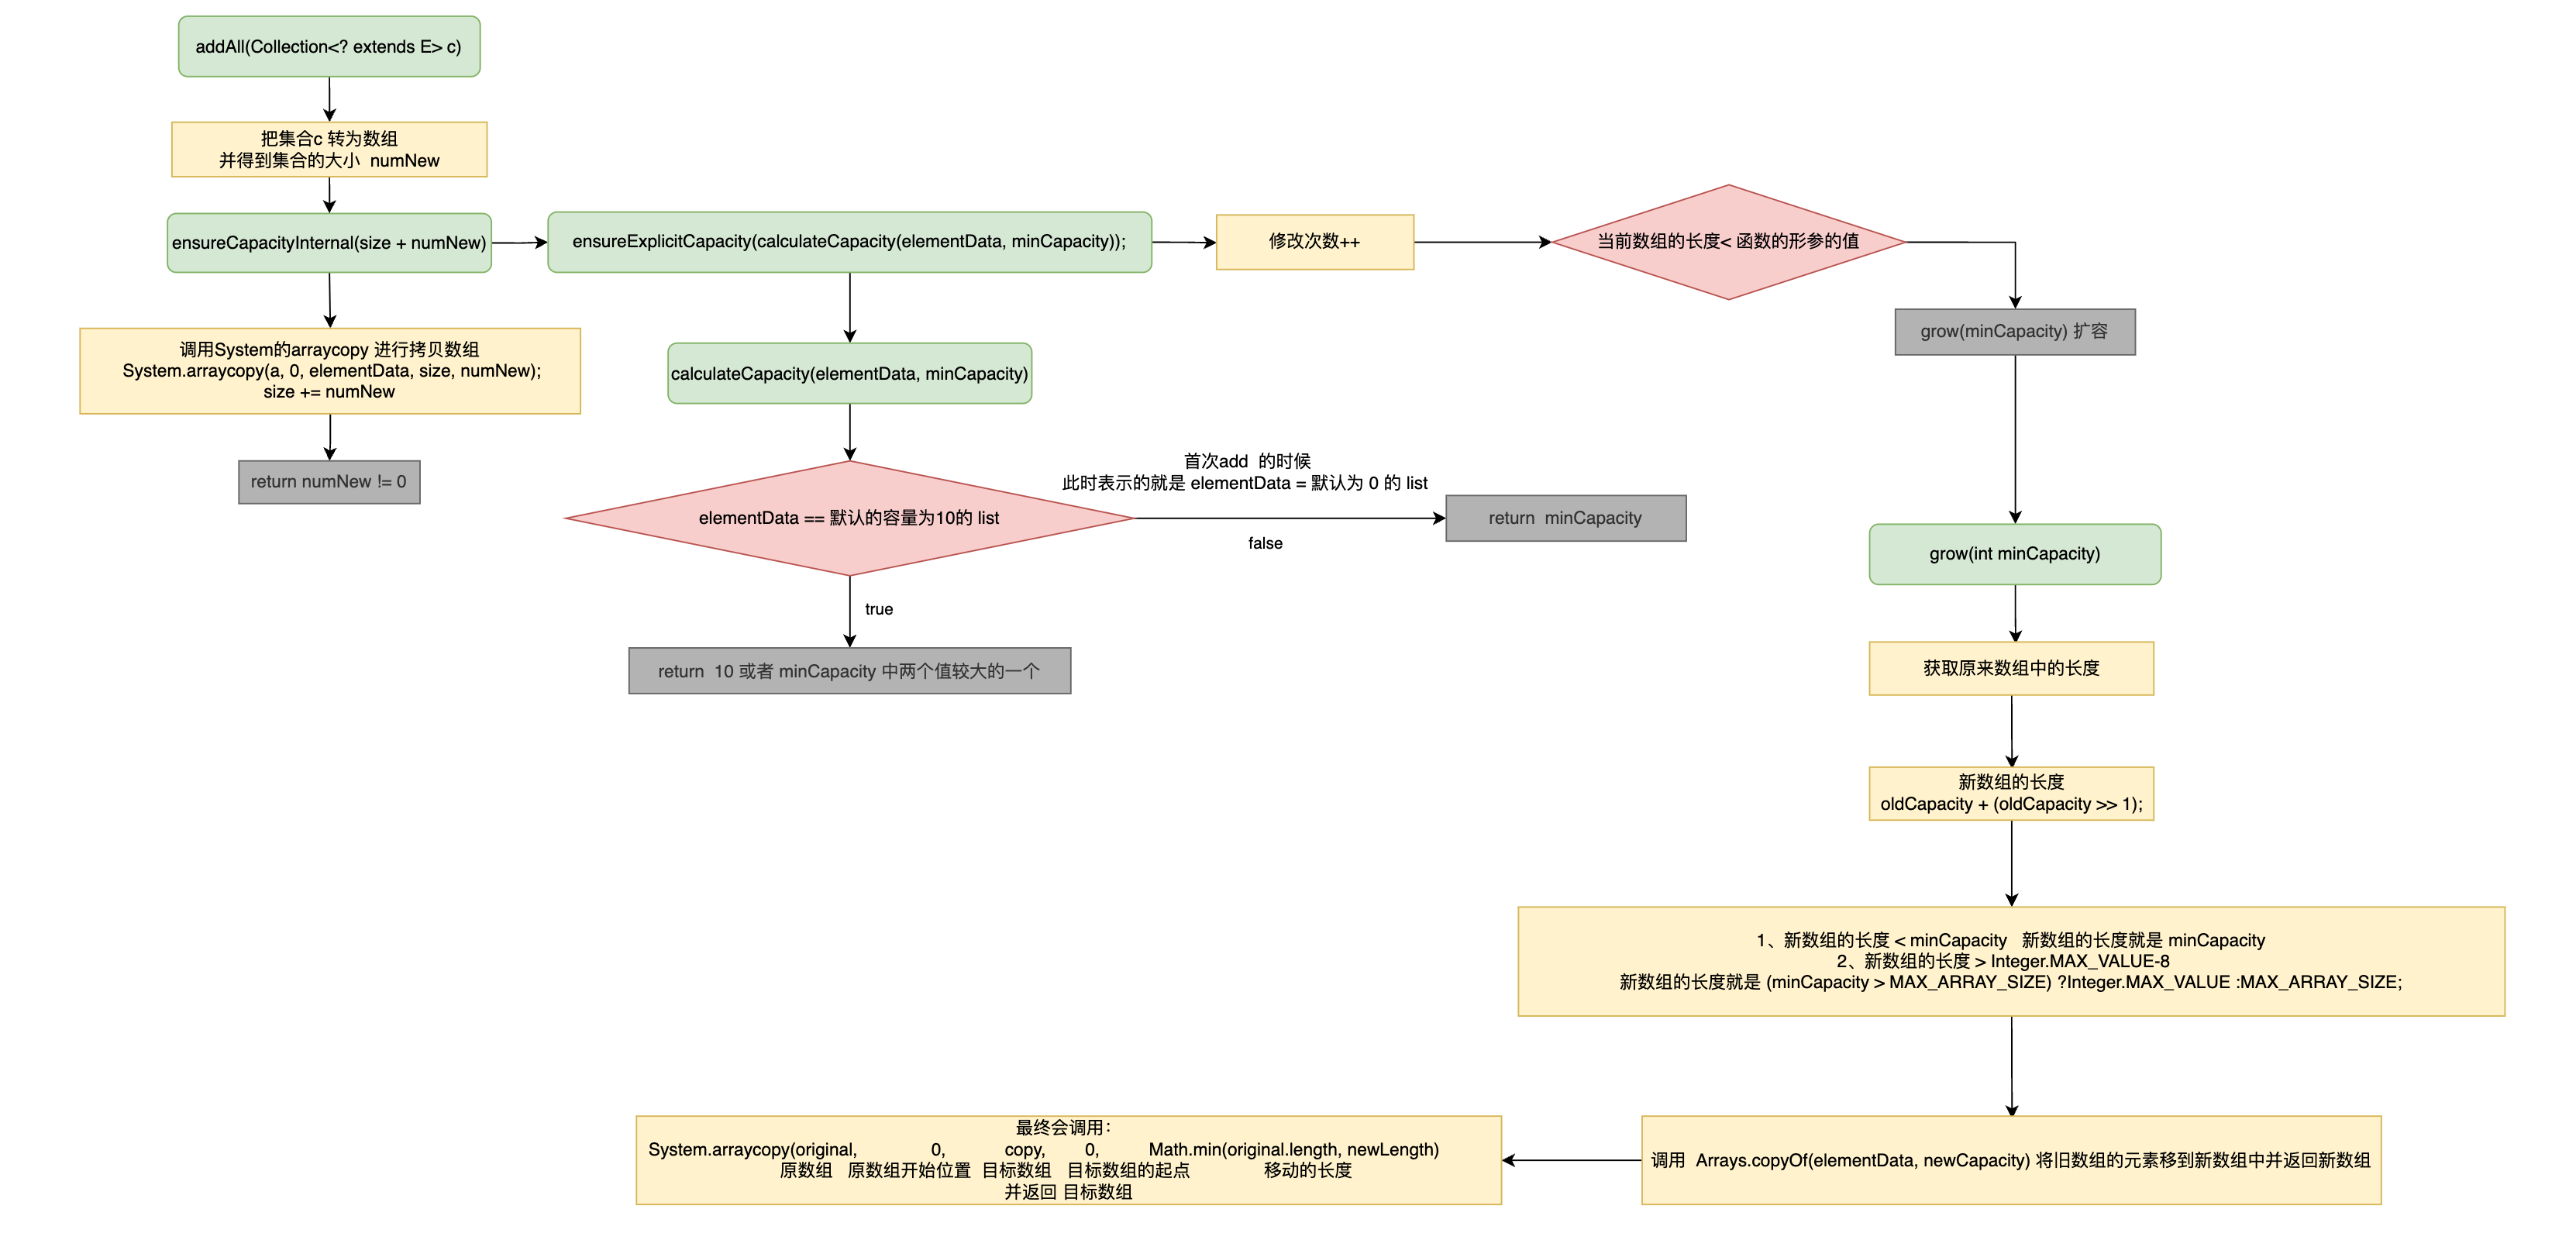 addAll(Collection<? extends E> c)
把集合c 转为数组
并得到集合的大小 numNew
ensureCapacityInternal(size + numNew)
调用System的arraycopy 进行拷贝数组
System.arraycopy(a, 0, elementData, size, numNew);
size += numNew
return numNew != 0
ensureExplicitCapacity(calculateCapacity(elementData, minCapacity));
calculateCapacity(elementData, minCapacity)
elementData == 默认的容量为10的 list
首次add 的时候
此时表示的就是 elementData = 默认为 0 的 list
false
return minCapacity
true
return 10 或者 minCapacity 中两个值较大的一个
修改次数++
当前数组的长度< 函数的形参的值
grow(minCapacity) 扩容
grow(int minCapacity)
获取原来数组中的长度
新数组的长度
oldCapacity + (oldCapacity >> 1);
1、新数组的长度 < minCapacity 新数组的长度就是 minCapacity
2、新数组的长度 > Integer.MAX_VALUE-8
新数组的长度就是 (minCapacity > MAX_ARRAY_SIZE) ?Integer.MAX_VALUE :MAX_ARRAY_SIZE;
调用 Arrays.copyOf(elementData, newCapacity) 将旧数组的元素移到新数组中并返回新数组
最终会调用：
System.arraycopy(original, 0, copy, 0, Math.min(original.length, newLength)
原数组 原数组开始位置 目标数组 目标数组的起点 移动的长度
并返回 目标数组